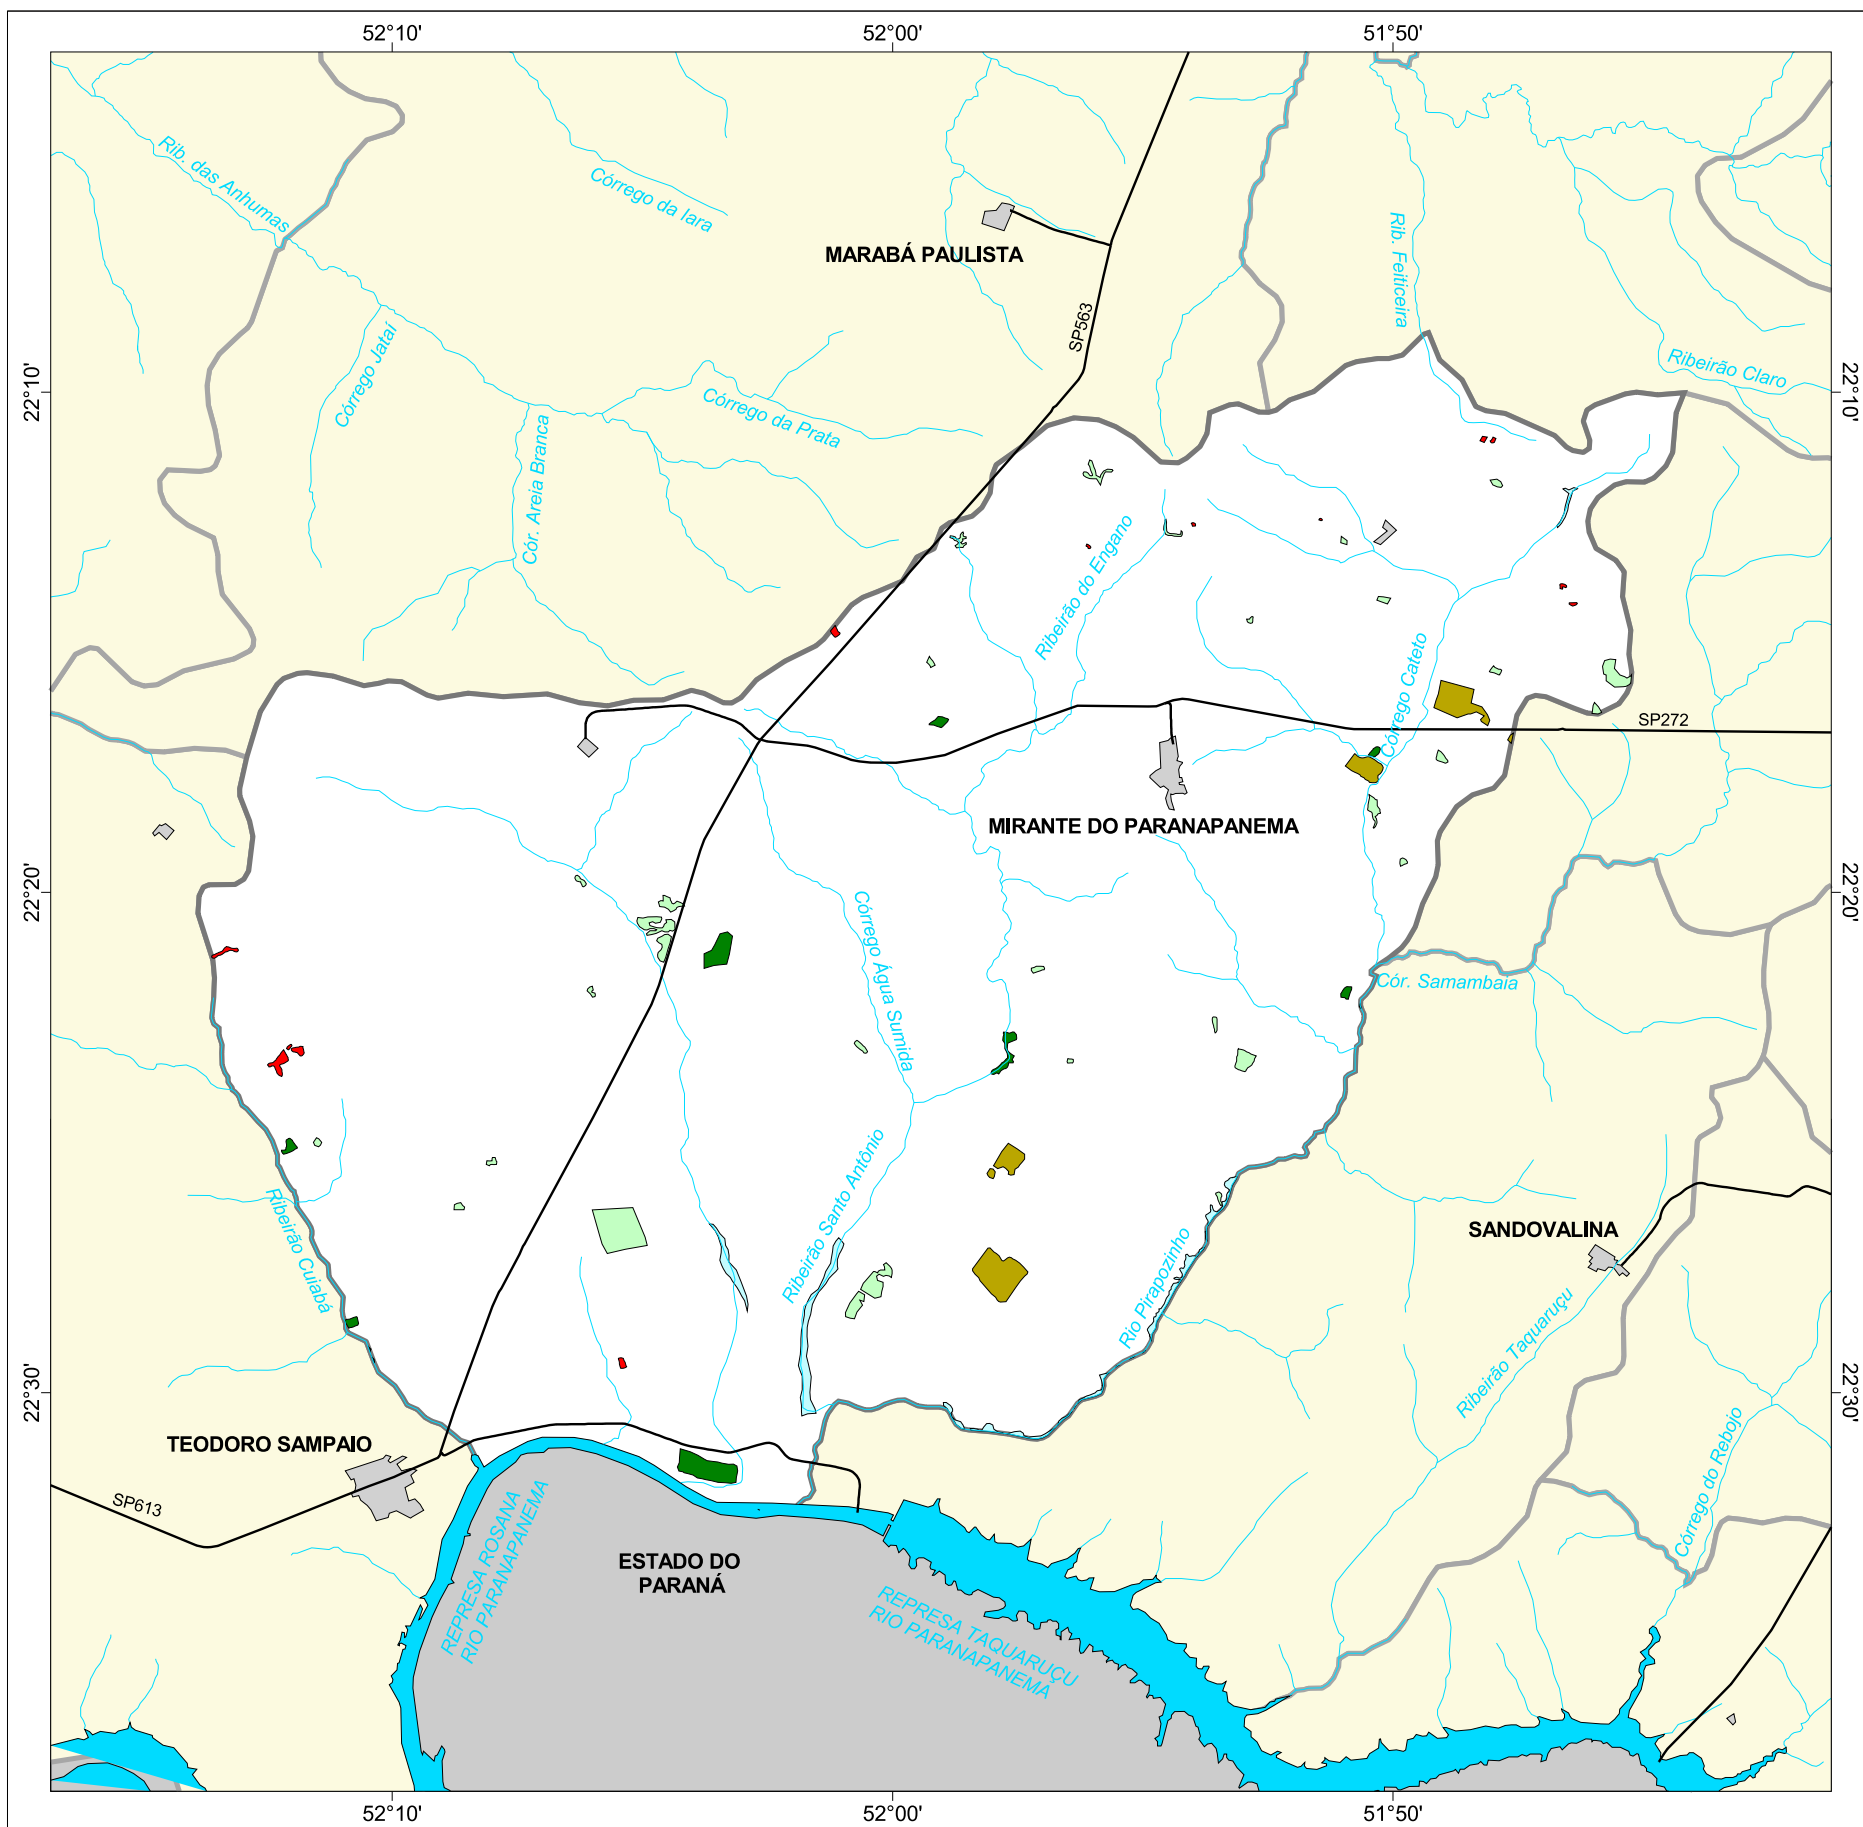 52°10'
52°00'
51°50'
Rib. das Anhumas
Córrego da Iara
MARABÁ PAULISTA
Rib. Feiticeira
SP563
Córrego Jataí
Ribeirão Claro
22°10'
22°10'
Córrego da Prata
Cór. Areia Branca
Ribeirão do Engano
Córrego Cateto
SP272
MIRANTE DO PARANAPANEMA
22°20'
22°20'
Córrego Água Sumida
Cór. Samambaia
Ribeirão Santo Antônio
Ribeirão Cuiabá
Rio Pirapozinho
SANDOVALINA
Ribeirão Taquaruçu
22°30'
22°30'
Córrego do Rebojo
TEODORO SAMPAIO
SP613
REPRESA ROSANA
RIO PARANAPANEMA
ESTADO DO
PARANÁ
REPRESA TAQUARUÇU
RIO PARANAPANEMA
52°10'
52°00'
51°50'